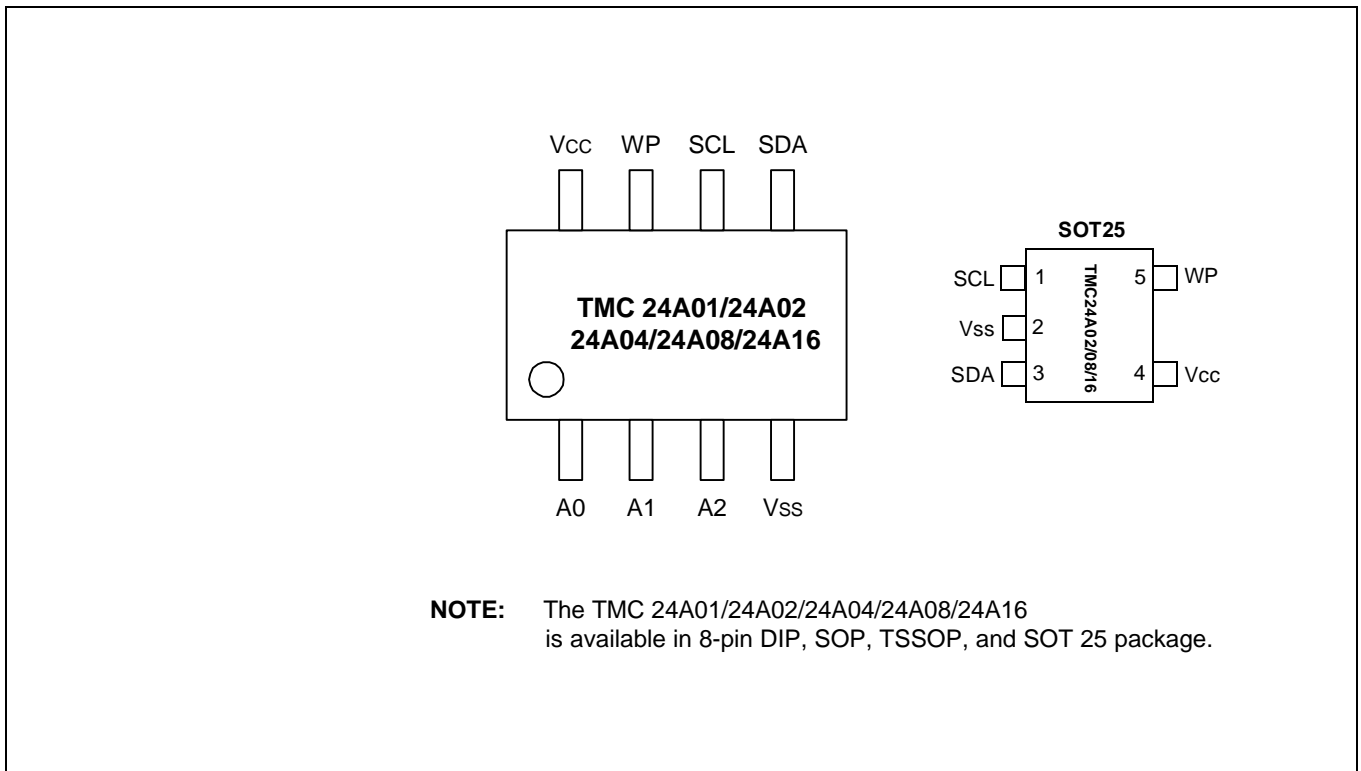 Vcc WP SCL SDA
TMC 24A01/24A02
24A04/24A08/24A16
A0 A1 A2 Vss
SOT25
SCL 1 5 WP
Vss 2
SDA 3 4 Vcc
TMC24A02/08/16
NOTE: The TMC 24A01/24A02/24A04/24A08/24A16
is available in 8-pin DIP, SOP, TSSOP, and SOT 25 package.